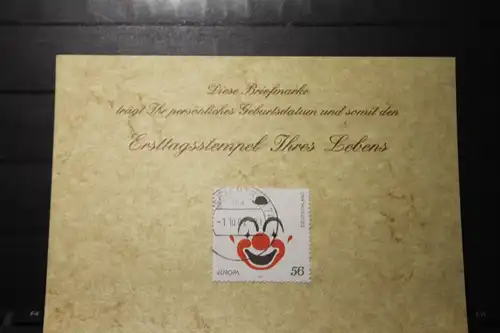 Diese Briefmarke
trägt Ihr persönliches Geburtsdatum und somit den
Ersttagsstempel Ihres Lebens
DEUTSCHLAND
EUROPA
56